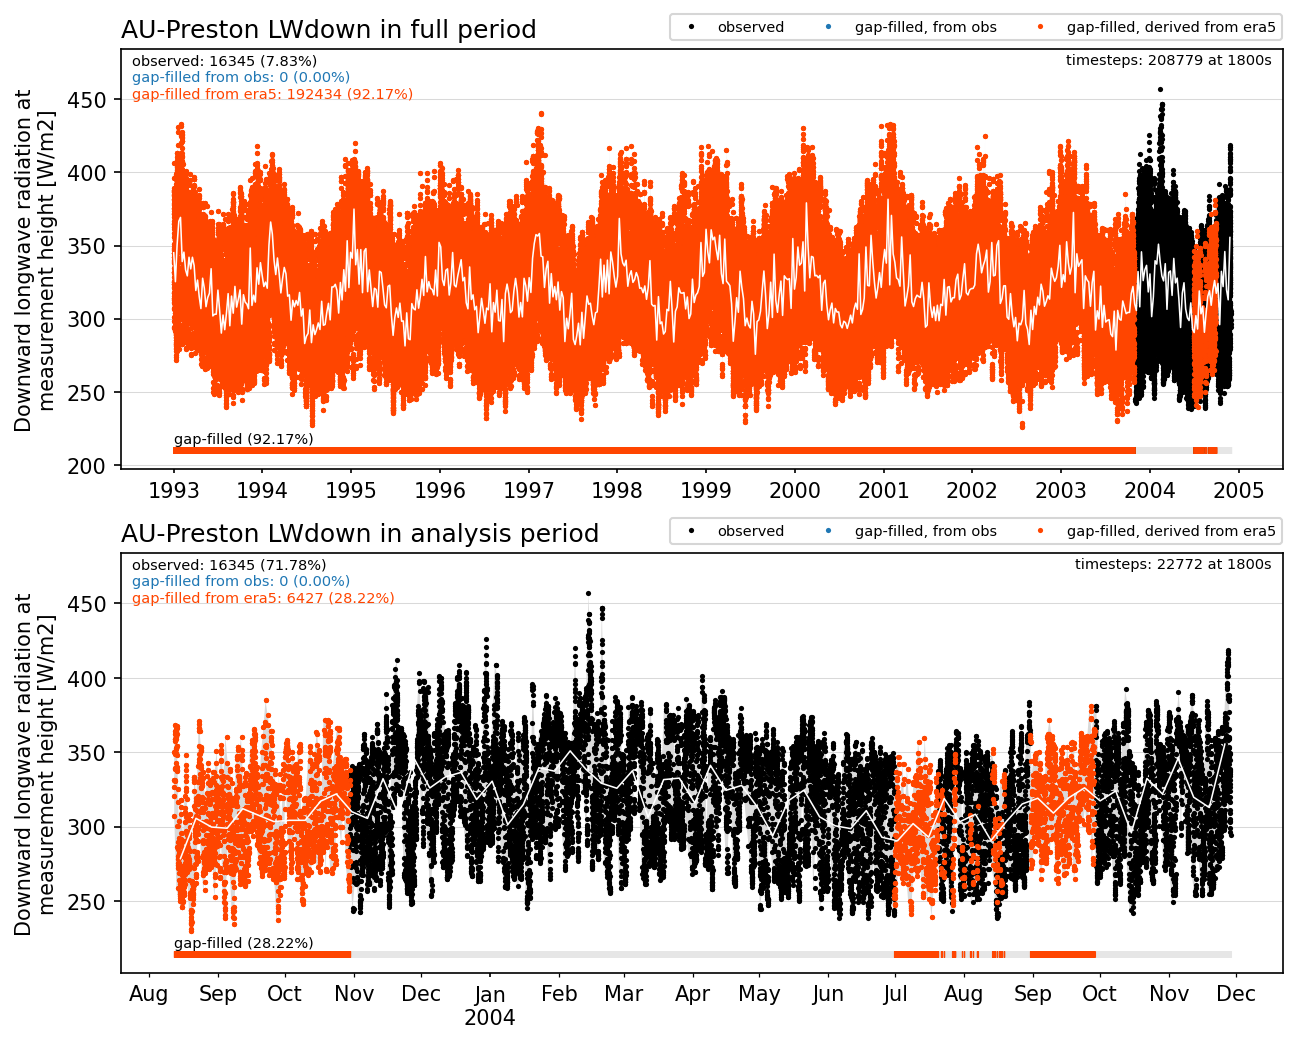 AU-Preston LWdown in full period
observed
gap-filled, from obs
gap-filled, derived from era5
observed: 16345 (7.83%)
gap-filled from obs: 0 (0.00%)
gap-filled from era5: 192434 (92.17%)
timesteps: 208779 at 1800s
Downward longwave radiation at
measurement height [W/m2]
450
400
350
300
250
200
gap-filled (92.17%)
1993 1994 1995 1996 1997 1998 1999 2000 2001 2002 2003 2004 2005
AU-Preston LWdown in analysis period
observed
gap-filled, from obs
gap-filled, derived from era5
observed: 16345 (71.78%)
gap-filled from obs: 0 (0.00%)
gap-filled from era5: 6427 (28.22%)
timesteps: 22772 at 1800s
Downward longwave radiation at
measurement height [W/m2]
450
400
350
300
250
gap-filled (28.22%)
Aug Sep Oct Nov Dec Jan Feb Mar Apr May Jun Jul Aug Sep Oct Nov Dec
2004